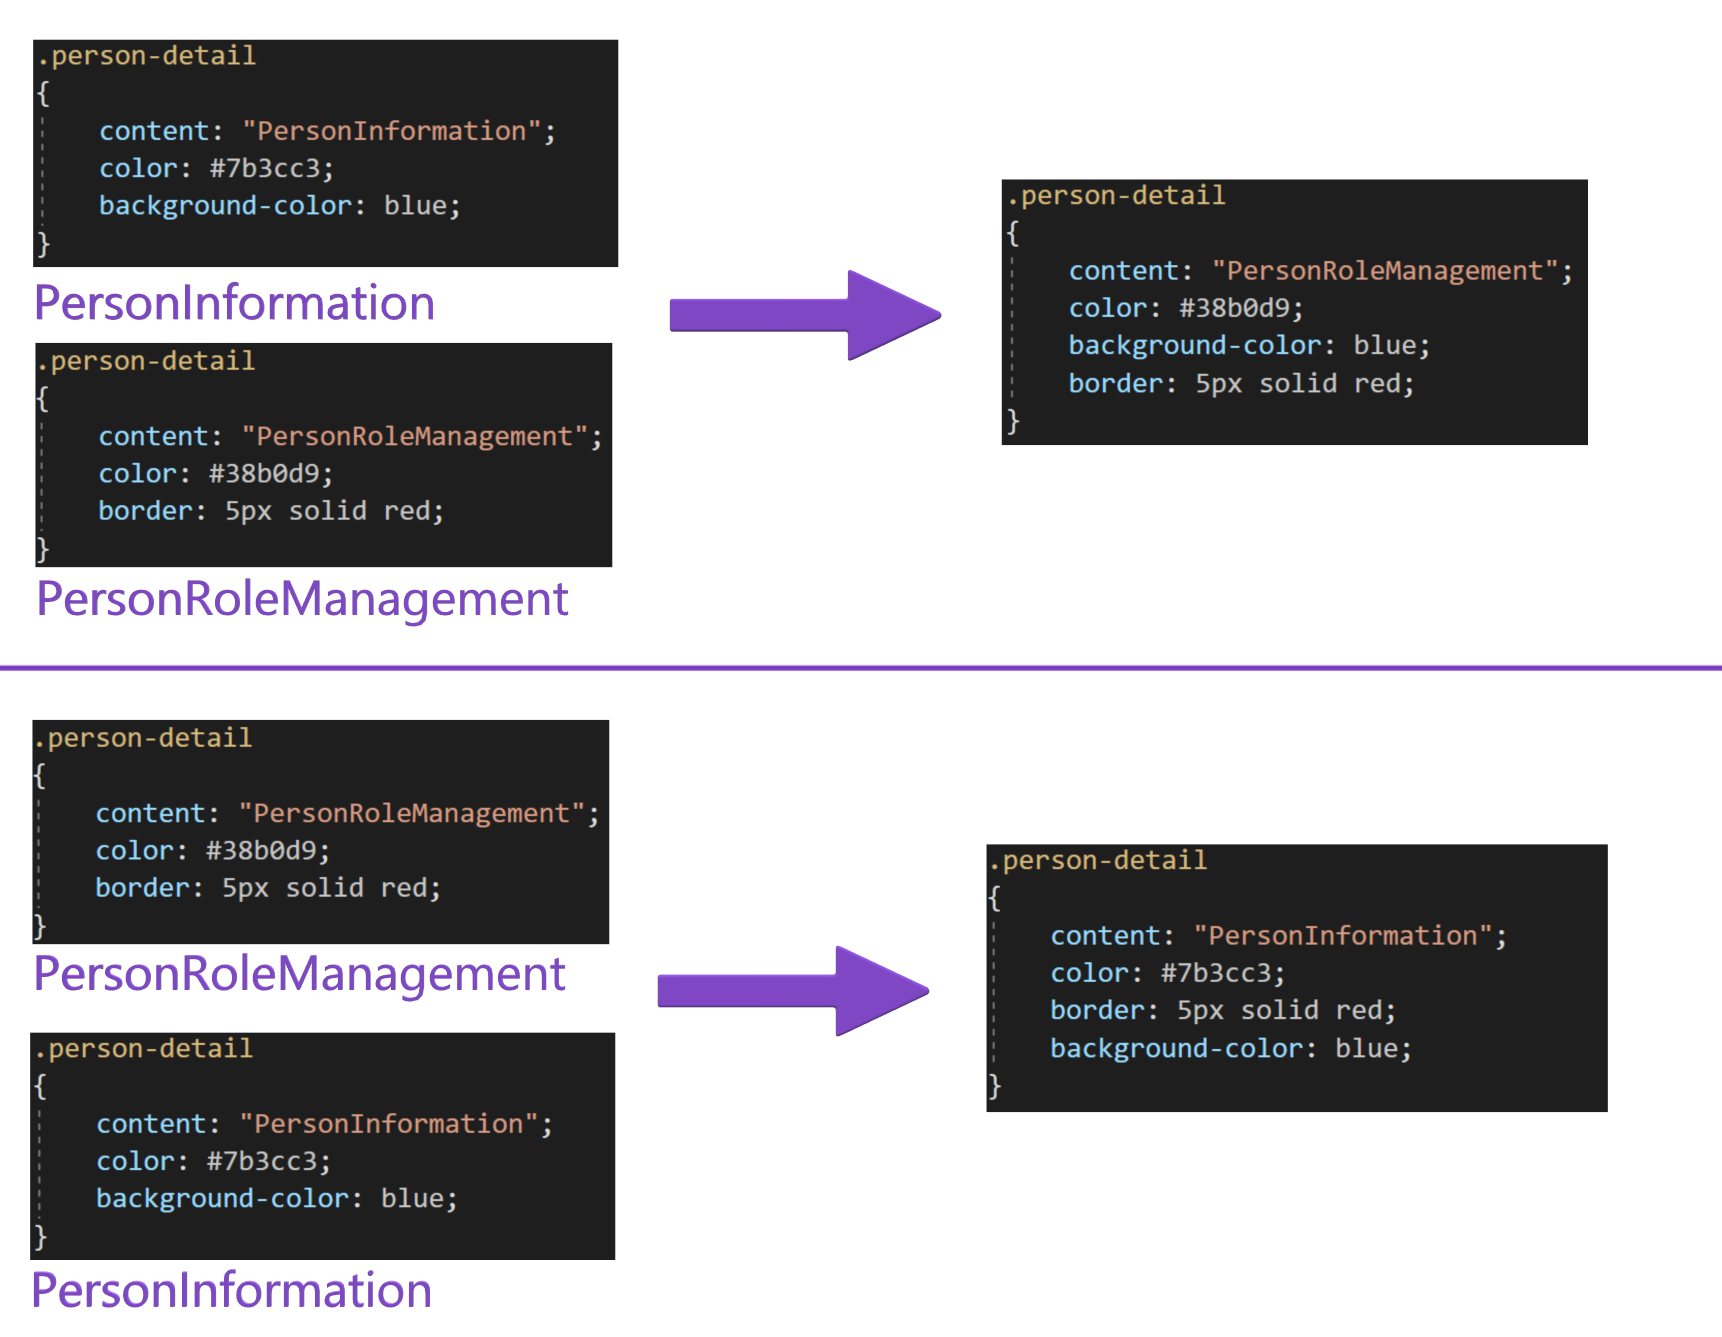 .person-detail
{
content: "PersonInformation";
color: #7b3cc3;
background-color: blue;
}
PersonInformation
.person-detail
{
content: "PersonRoleManagement";
color: #38b0d9;
border: 5px solid red;
}
PersonRoleManagement
.person-detail
{
content: "PersonRoleManagement";
color: #38b0d9;
background-color: blue;
border: 5px solid red;
}
.person-detail
{
content: "PersonRoleManagement";
color: #38b0d9;
border: 5px solid red;
}
PersonRoleManagement
.person-detail
{
content: "PersonInformation";
color: #7b3cc3;
background-color: blue;
}
PersonInformation
.person-detail
{
content: "PersonInformation";
color: #7b3cc3;
border: 5px solid red;
background-color: blue;
}